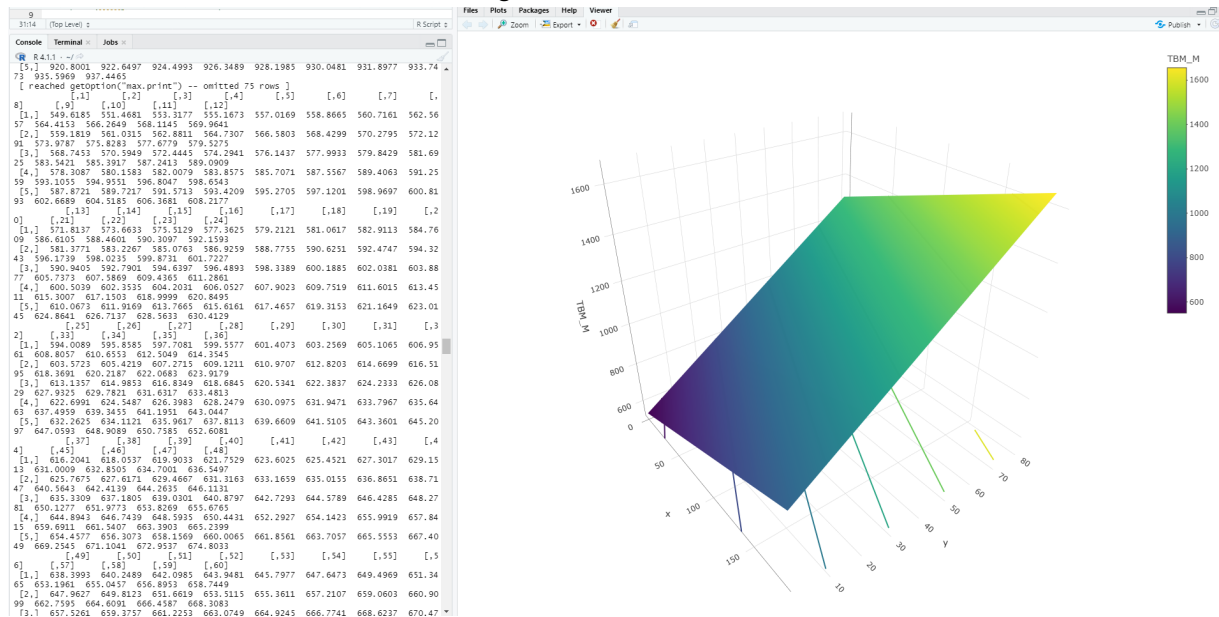 9
31:14 (Top Level) R Script
Console Terminal Jobs
R 4.1.1 · ~/
[5,] 920.8001 922.6497 924.4993 926.3489 928.1985 930.0481 931.8977 933.74
73 935.5969 937.4465
[ reached getOption("max.print") -- omitted 75 rows ]
[,1] [,2] [,3] [,4] [,5] [,6] [,7] [,
8] [,9] [,10] [,11] [,12]
[1,] 549.6185 551.4681 553.3177 555.1673 557.0169 558.8665 560.7161 562.56
57 564.4153 566.2649 568.1145 569.9641
[2,] 559.1819 561.0315 562.8811 564.7307 566.5803 568.4299 570.2795 572.12
91 573.9787 575.8283 577.6779 579.5275
[3,] 568.7453 570.5949 572.4445 574.2941 576.1437 577.9933 579.8429 581.69
25 583.5421 585.3917 587.2413 589.0909
[4,] 578.3087 580.1583 582.0079 583.8575 585.7071 587.5567 589.4063 591.25
59 593.1055 594.9551 596.8047 598.6543
[5,] 587.8721 589.7217 591.5713 593.4209 595.2705 597.1201 598.9697 600.81
93 602.6689 604.5185 606.3681 608.2177
[,13] [,14] [,15] [,16] [,17] [,18] [,19] [,2
0] [,21] [,22] [,23] [,24]
[1,] 571.8137 573.6633 575.5129 577.3625 579.2121 581.0617 582.9113 584.76
09 586.6105 588.4601 590.3097 592.1593
[2,] 581.3771 583.2267 585.0763 586.9259 588.7755 590.6251 592.4747 594.32
43 596.1739 598.0235 599.8731 601.7227
[3,] 590.9405 592.7901 594.6397 596.4893 598.3389 600.1885 602.0381 603.88
77 605.7373 607.5869 609.4365 611.2861
[4,] 600.5039 602.3535 604.2031 606.0527 607.9023 609.7519 611.6015 613.45
11 615.3007 617.1503 618.9999 620.8495
[5,] 610.0673 611.9169 613.7665 615.6161 617.4657 619.3153 621.1649 623.01
45 624.8641 626.7137 628.5633 630.4129
[,25] [,26] [,27] [,28] [,29] [,30] [,31] [,3
2] [,33] [,34] [,35] [,36]
[1,] 594.0089 595.8585 597.7081 599.5577 601.4073 603.2569 605.1065 606.95
61 608.8057 610.6553 612.5049 614.3545
[2,] 603.5723 605.4219 607.2715 609.1211 610.9707 612.8203 614.6699 616.51
95 618.3691 620.2187 622.0683 623.9179
[3,] 613.1357 614.9853 616.8349 618.6845 620.5341 622.3837 624.2333 626.08
29 627.9325 629.7821 631.6317 633.4813
[4,] 622.6991 624.5487 626.3983 628.2479 630.0975 631.9471 633.7967 635.64
63 637.4959 639.3455 641.1951 643.0447
[5,] 632.2625 634.1121 635.9617 637.8113 639.6609 641.5105 643.3601 645.20
97 647.0593 648.9089 650.7585 652.6081
[,37] [,38] [,39] [,40] [,41] [,42] [,43] [,4
4] [,45] [,46] [,47] [,48]
[1,] 616.2041 618.0537 619.9033 621.7529 623.6025 625.4521 627.3017 629.15
13 631.0009 632.8505 634.7001 636.5497
[2,] 625.7675 627.6171 629.4667 631.3163 633.1659 635.0155 636.8651 638.71
47 640.5643 642.4139 644.2635 646.1131
[3,] 635.3309 637.1805 639.0301 640.8797 642.7293 644.5789 646.4285 648.27
81 650.1277 651.9773 653.8269 655.6765
[4,] 644.8943 646.7439 648.5935 650.4431 652.2927 654.1423 655.9919 657.84
15 659.6911 661.5407 663.3903 665.2399
[5,] 654.4577 656.3073 658.1569 660.0065 661.8561 663.7057 665.5553 667.40
49 669.2545 671.1041 672.9537 674.8033
[,49] [,50] [,51] [,52] [,53] [,54] [,55] [,5
6] [,57] [,58] [,59] [,60]
[1,] 638.3993 640.2489 642.0985 643.9481 645.7977 647.6473 649.4969 651.34
65 653.1961 655.0457 656.8953 658.7449
[2,] 647.9627 649.8123 651.6619 653.5115 655.3611 657.2107 659.0603 660.90
99 662.7595 664.6091 666.4587 668.3083
[3,] 657.5261 659.3757 661.2253 663.0749 664.9245 666.7741 668.6237 670.47
Files Plots Packages Help Viewer
Zoom Export Publish
TBM_M
1600
1400
1200
1000
800
600
1600
1400
1200
1000
800
600
TBM_M
0
50
100
150
x
10
20
30
40
50
60
70
80
y